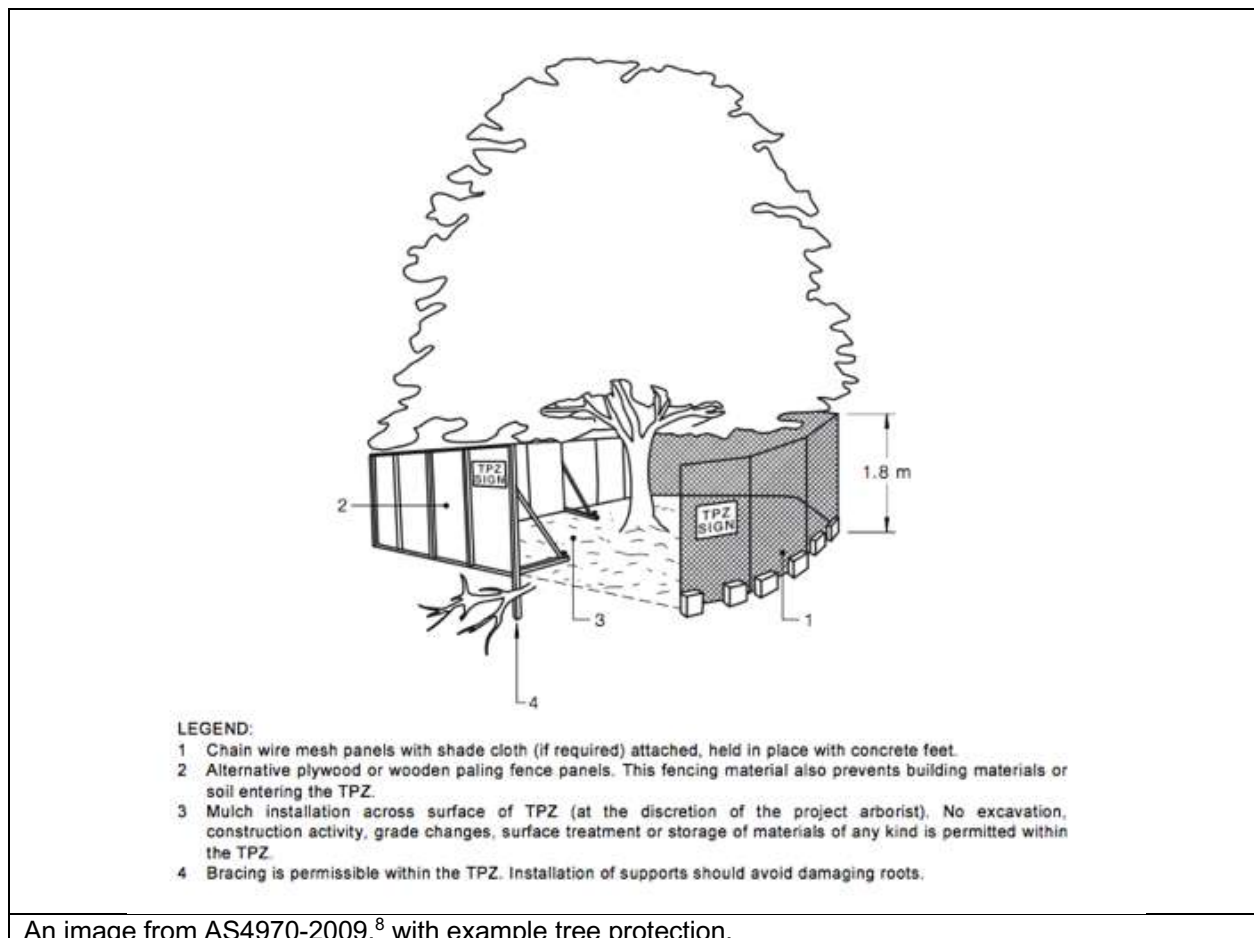 TPZ
SIGN
1.8 m
2
TPZ
SIGN
3
1
4
LEGEND:
1 Chain wire mesh panels with shade cloth (if required) attached, held in place with concrete feet.
2 Alternative plywood or wooden paling fence panels. This fencing material also prevents building materials or
soil entering the TPZ.
3 Mulch installation across surface of TPZ (at the discretion of the project arborist). No excavation,
construction activity, grade changes, surface treatment or storage of materials of any kind is permitted within
the TPZ.
4 Bracing is permissible within the TPZ. Installation of supports should avoid damaging roots.
An image from AS4970-2009,⁸ with example tree protection.